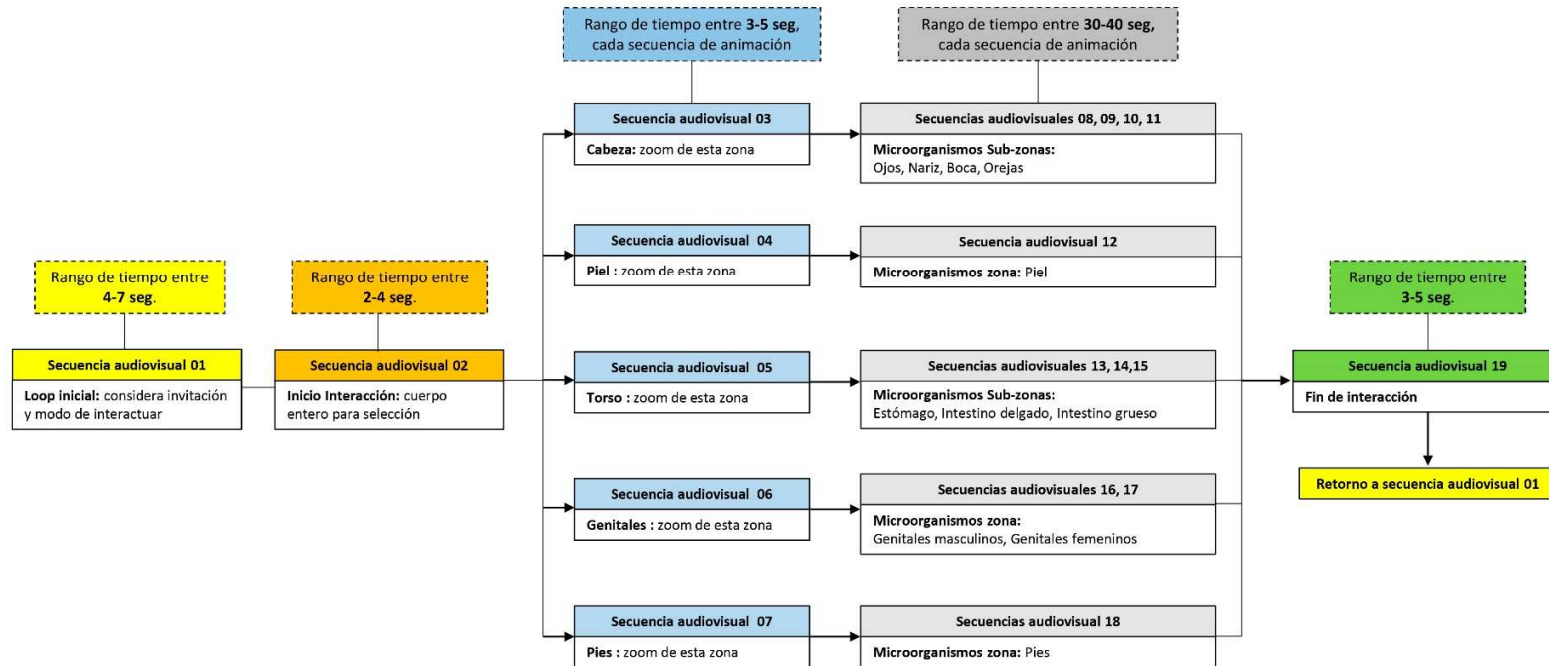 Rango de tiempo entre 3-5 seg,
cada secuencia de animación
Rango de tiempo entre 30-40 seg,
cada secuencia de animación
Secuencia audiovisual 03
Cabeza: zoom de esta zona
Secuencias audiovisuales 08, 09, 10, 11
Microorganismos Sub-zonas:
Ojos, Nariz, Boca, Orejas
Secuencia audiovisual 04
Piel : zoom de esta zona
Secuencia audiovisual 12
Microorganismos zona: Piel
Rango de tiempo entre
4-7 seg.
Rango de tiempo entre
2-4 seg.
Rango de tiempo entre
3-5 seg.
Secuencia audiovisual 01
Loop inicial: considera invitación
y modo de interactuar
Secuencia audiovisual 02
Inicio Interacción: cuerpo
entero para selección
Secuencia audiovisual 05
Torso : zoom de esta zona
Secuencias audiovisuales 13, 14,15
Microorganismos Sub-zonas:
Estómago, Intestino delgado, Intestino grueso
Secuencia audiovisual 19
Fin de interacción
Retorno a secuencia audiovisual 01
Secuencia audiovisual 06
Genitales : zoom de esta zona
Secuencias audiovisuales 16, 17
Microorganismos zona:
Genitales masculinos, Genitales femeninos
Secuencia audiovisual 07
Pies : zoom de esta zona
Secuencias audiovisual 18
Microorganismos zona: Pies